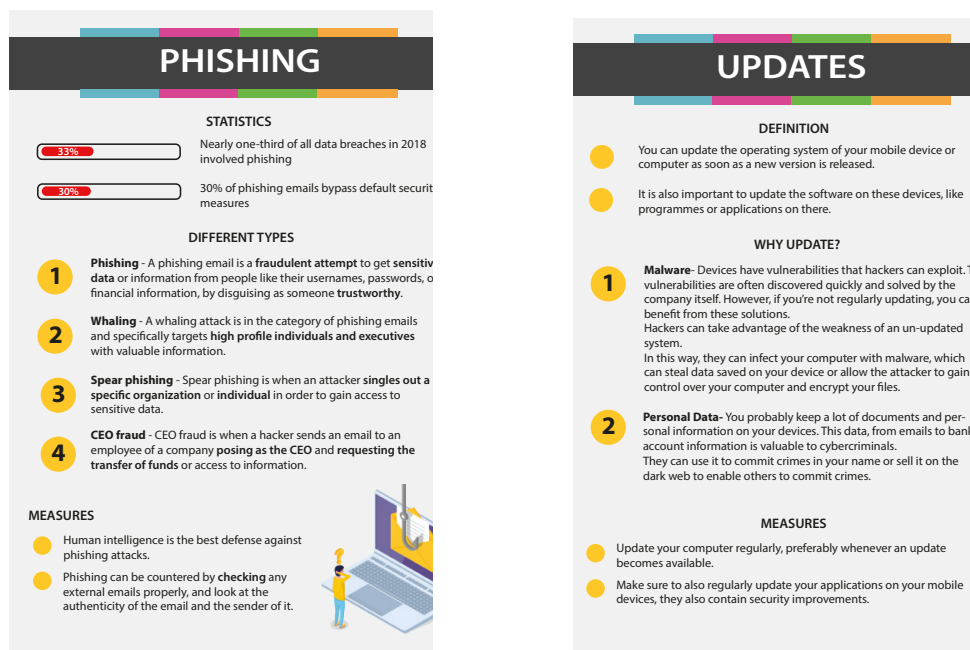 PHISHING
STATISTICS
33%
Nearly one-third of all data breaches in 2018
involved phishing
30%
30% of phishing emails bypass default securit
measures
DIFFERENT TYPES
1
Phishing - A phishing email is a fraudulent attempt to get sensitiv
data or information from people like their usernames, passwords, o
financial information, by disguising as someone trustworthy.
2
Whaling - A whaling attack is in the category of phishing emails
and specifically targets high profile individuals and executives
with valuable information.
3
Spear phishing - Spear phishing is when an attacker singles out a
specific organization or individual in order to gain access to
sensitive data.
4
CEO fraud - CEO fraud is when a hacker sends an email to an
employee of a company posing as the CEO and requesting the
transfer of funds or access to information.
MEASURES
Human intelligence is the best defense against
phishing attacks.
Phishing can be countered by checking any
external emails properly, and look at the
authenticity of the email and the sender of it.
UPDATES
DEFINITION
You can update the operating system of your mobile device or
computer as soon as a new version is released.
It is also important to update the software on these devices, like
programmes or applications on there.
WHY UPDATE?
1
Malware- Devices have vulnerabilities that hackers can exploit. T
vulnerabilities are often discovered quickly and solved by the
company itself. However, if you're not regularly updating, you ca
benefit from these solutions.
Hackers can take advantage of the weakness of an un-updated
system.
In this way, they can infect your computer with malware, which
can steal data saved on your device or allow the attacker to gain
control over your computer and encrypt your files.
2
Personal Data- You probably keep a lot of documents and per-
sonal information on your devices. This data, from emails to bank
account information is valuable to cybercriminals.
They can use it to commit crimes in your name or sell it on the
dark web to enable others to commit crimes.
MEASURES
Update your computer regularly, preferably whenever an update
becomes available.
Make sure to also regularly update your applications on your mobile
devices, they also contain security improvements.